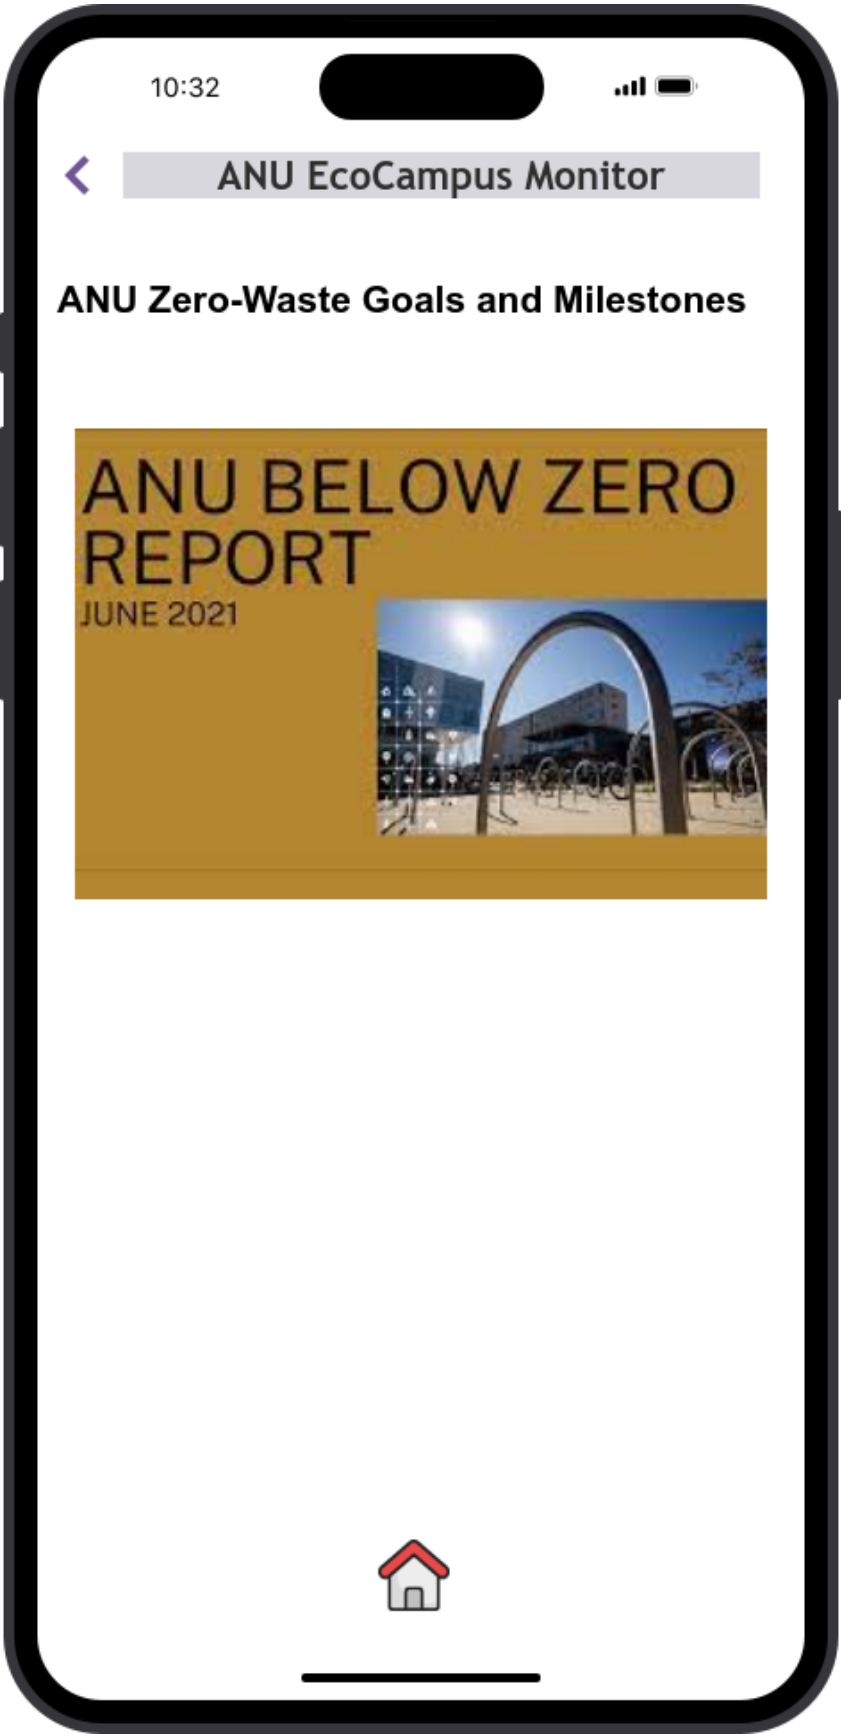 10:32
ANU EcoCampus Monitor
ANU Zero-Waste Goals and Milestones
ANU BELOW ZERO
REPORT
JUNE 2021